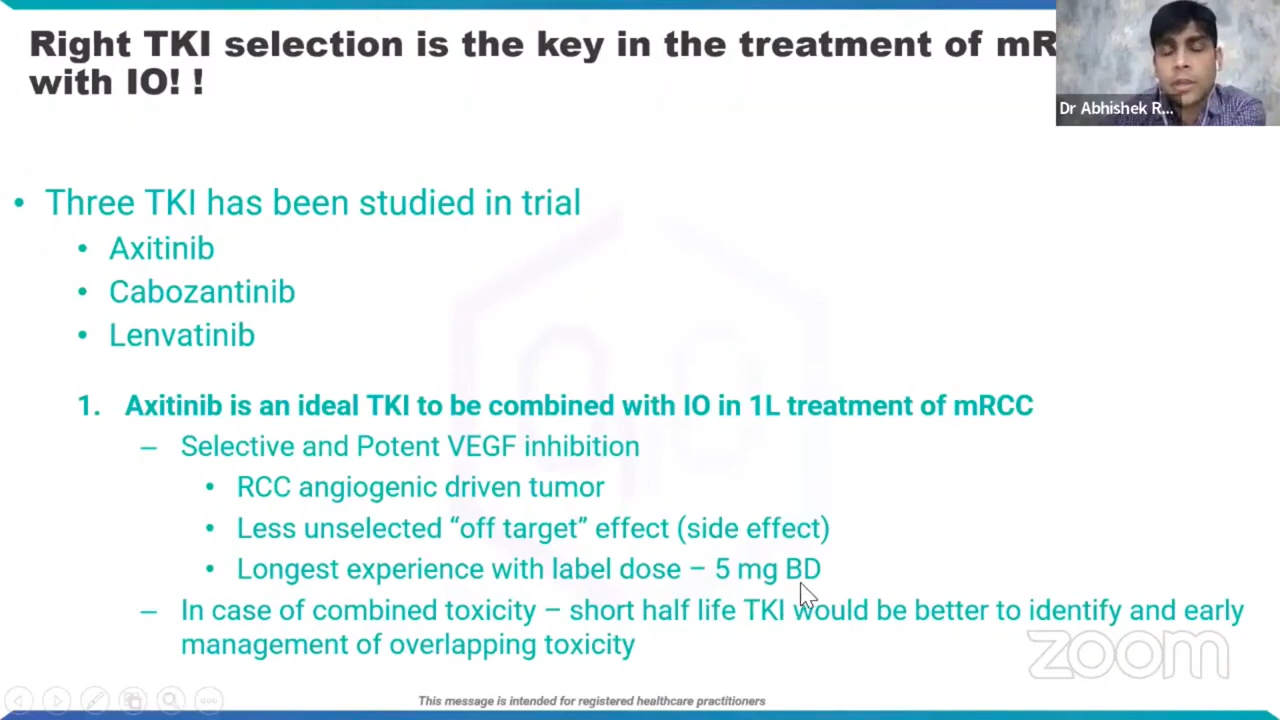 Right TKI selection is the key in the treatment of mR
with IO! !
Dr Abhishek R...
• Three TKI has been studied in trial
• Axitinib
• Cabozantinib
• Lenvatinib
1. Axitinib is an ideal TKI to be combined with IO in 1L treatment of mRCC
– Selective and Potent VEGF inhibition
• RCC angiogenic driven tumor
• Less unselected “off target” effect (side effect)
• Longest experience with label dose – 5 mg BD
– In case of combined toxicity – short half life TKI would be better to identify and early
management of overlapping toxicity
zoom
This message is intended for registered healthcare practitioners